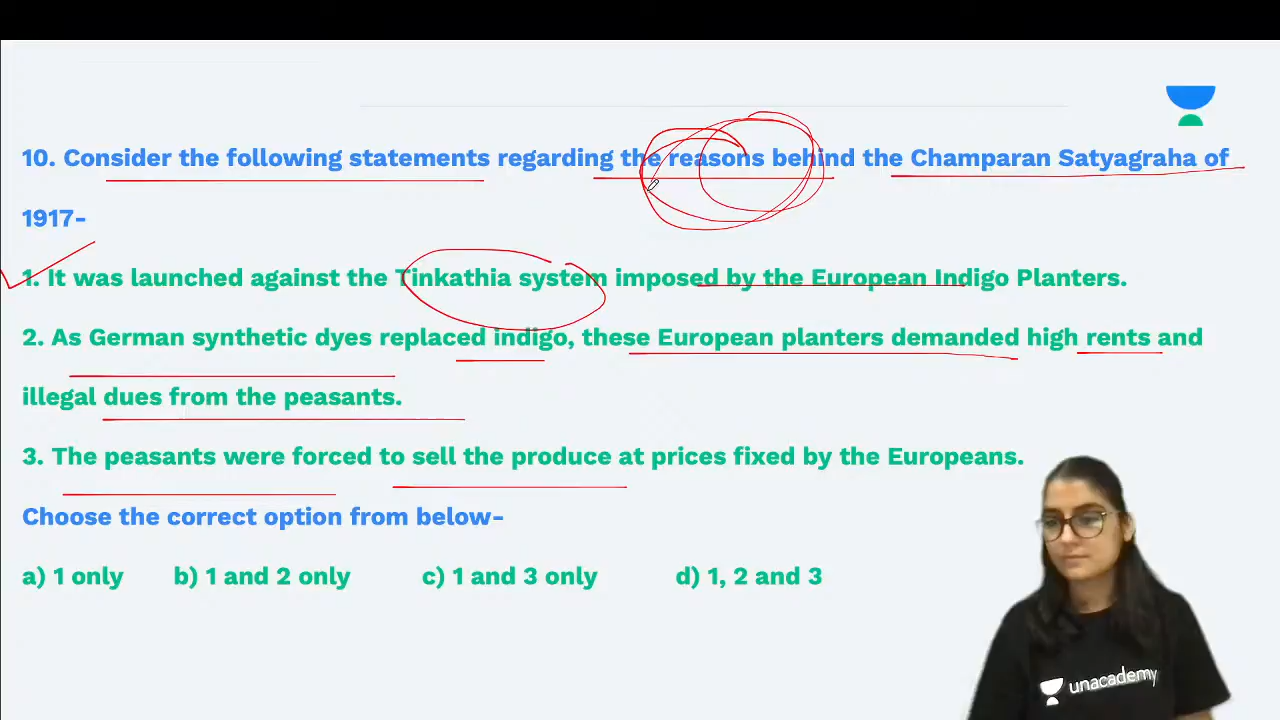 10. Consider the following statements regarding the reasons behind the Champaran Satyagraha of
1917-
1. It was launched against the Tinkathia system imposed by the European Indigo Planters.
2. As German synthetic dyes replaced indigo, these European planters demanded high rents and
illegal dues from the peasants.
3. The peasants were forced to sell the produce at prices fixed by the Europeans.
Choose the correct option from below-
a) 1 only b) 1 and 2 only c) 1 and 3 only d) 1, 2 and 3
unacademy